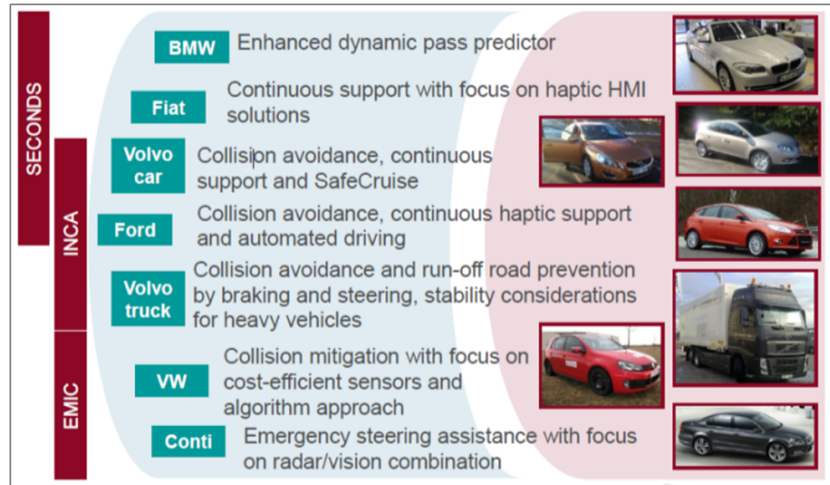 SECONDS
INCA
EMIC
BMW
Enhanced dynamic pass predictor
Fiat
Continuous support with focus on haptic HMI
solutions
Volvo
car
Collision avoidance, continuous
support and SafeCruise
Ford
Collision avoidance, continuous haptic support
and automated driving
Volvo
truck
Collision avoidance and run-off road prevention
by braking and steering, stability considerations
for heavy vehicles
VW
Collision mitigation with focus on
cost-efficient sensors and
algorithm approach
Conti
Emergency steering assistance with focus
on radar/vision combination